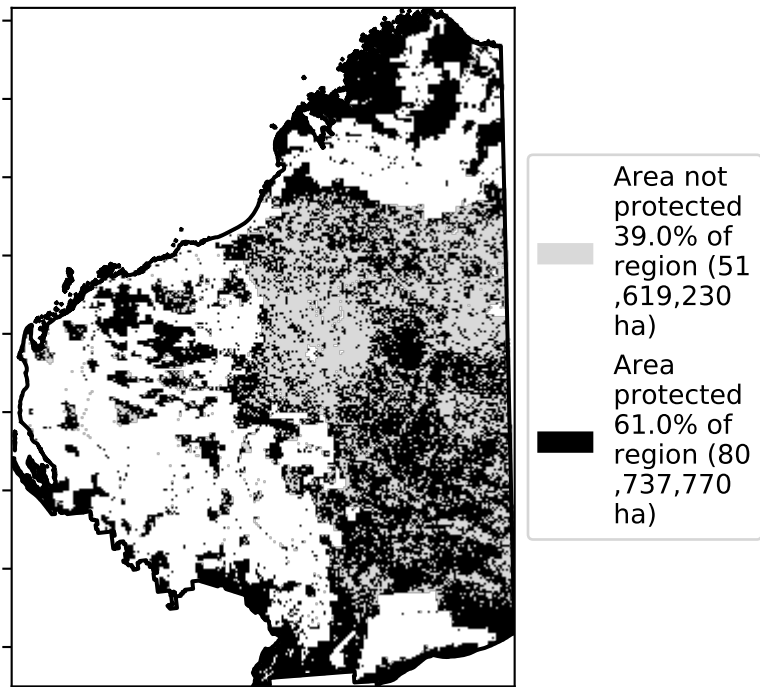 Area not
protected
39.0% of
region (51
,619,230
ha)
Area
protected
61.0% of
region (80
,737,770
ha)